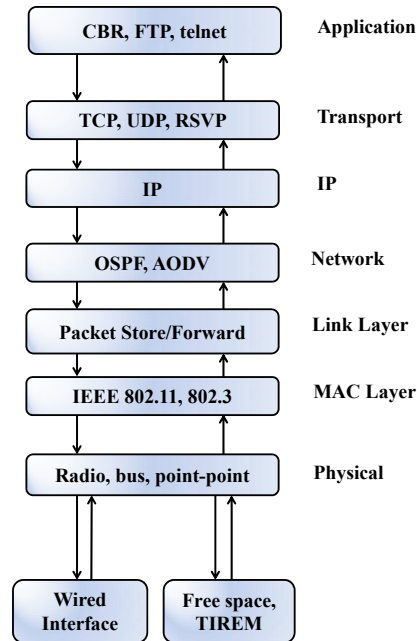 CBR, FTP, telnet
Application
TCP, UDP, RSVP
Transport
IP
IP
OSPF, AODV
Network
Packet Store/Forward
Link Layer
IEEE 802.11, 802.3
MAC Layer
Radio, bus, point-point
Physical
Wired
Interface
Free space,
TIREM